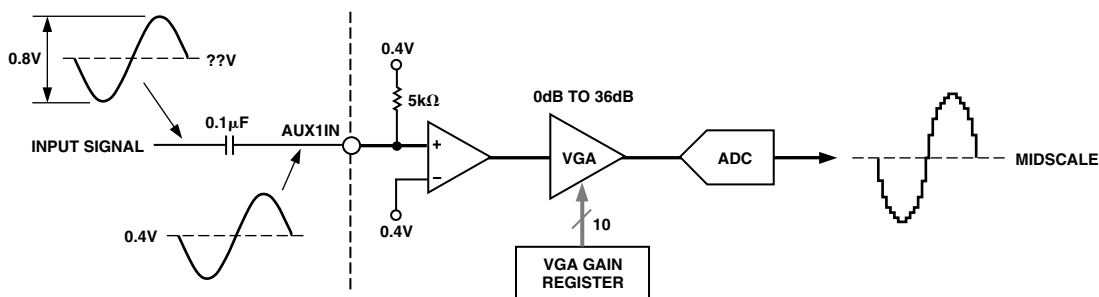 0.8V
??V
0.4V
5kΩ
0dB TO 36dB
0.1µF
AUX1IN
INPUT SIGNAL
+
VGA
ADC
MIDSCALE
−
0.4V
10
0.4V
VGA GAIN
REGISTER